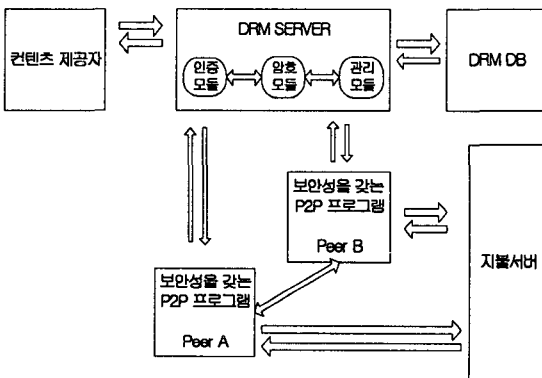 컨텐츠 제공자
DRM SERVER
인증
모듈
암호
모듈
관리
모듈
DRM DB
보안성을 갖는
P2P 프로그램
Peer B
지불서버
보안성을 갖는
P2P 프로그램
Peer A